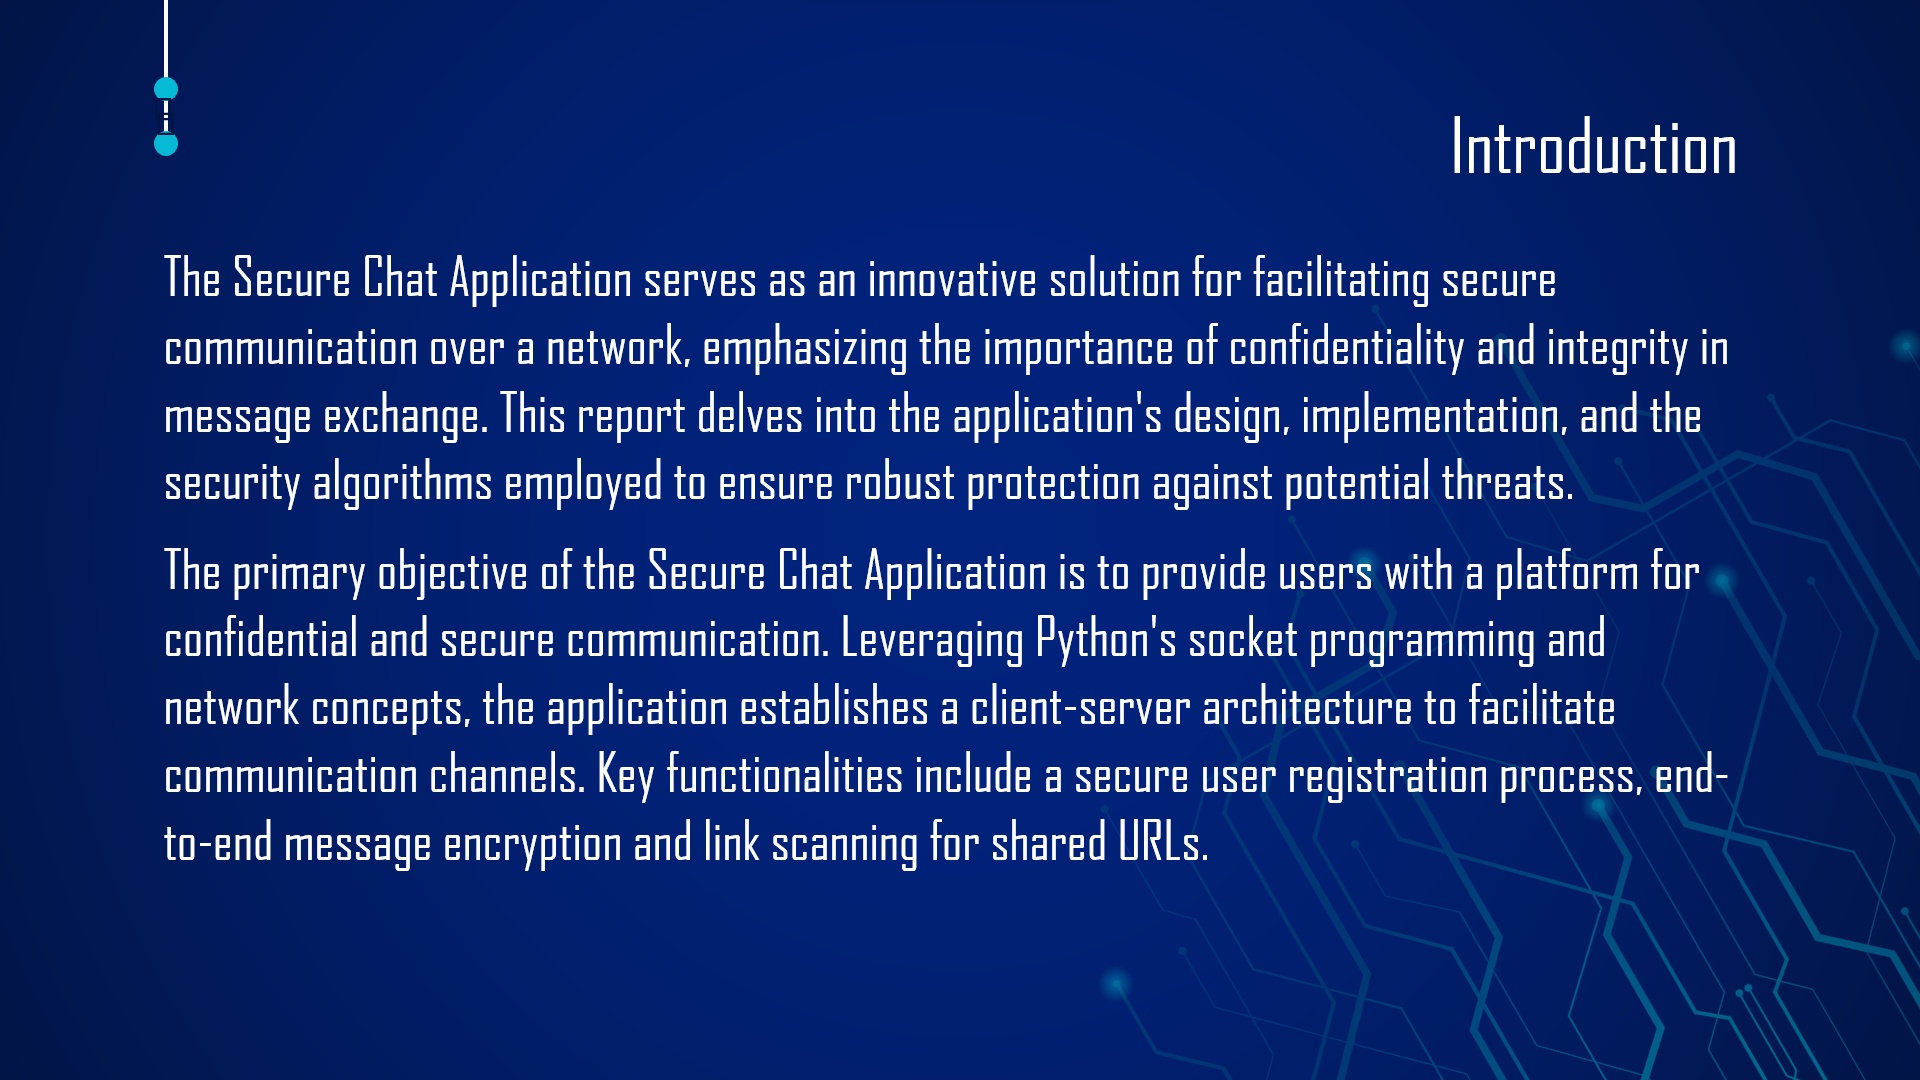 Introduction
The Secure Chat Application serves as an innovative solution for facilitating secure
communication over a network, emphasizing the importance of confidentiality and integrity in
message exchange. This report delves into the application's design, implementation, and the
security algorithms employed to ensure robust protection against potential threats.
The primary objective of the Secure Chat Application is to provide users with a platform for
confidential and secure communication. Leveraging Python's socket programming and
network concepts, the application establishes a client-server architecture to facilitate
communication channels. Key functionalities include a secure user registration process, end-
to-end message encryption and link scanning for shared URLs.